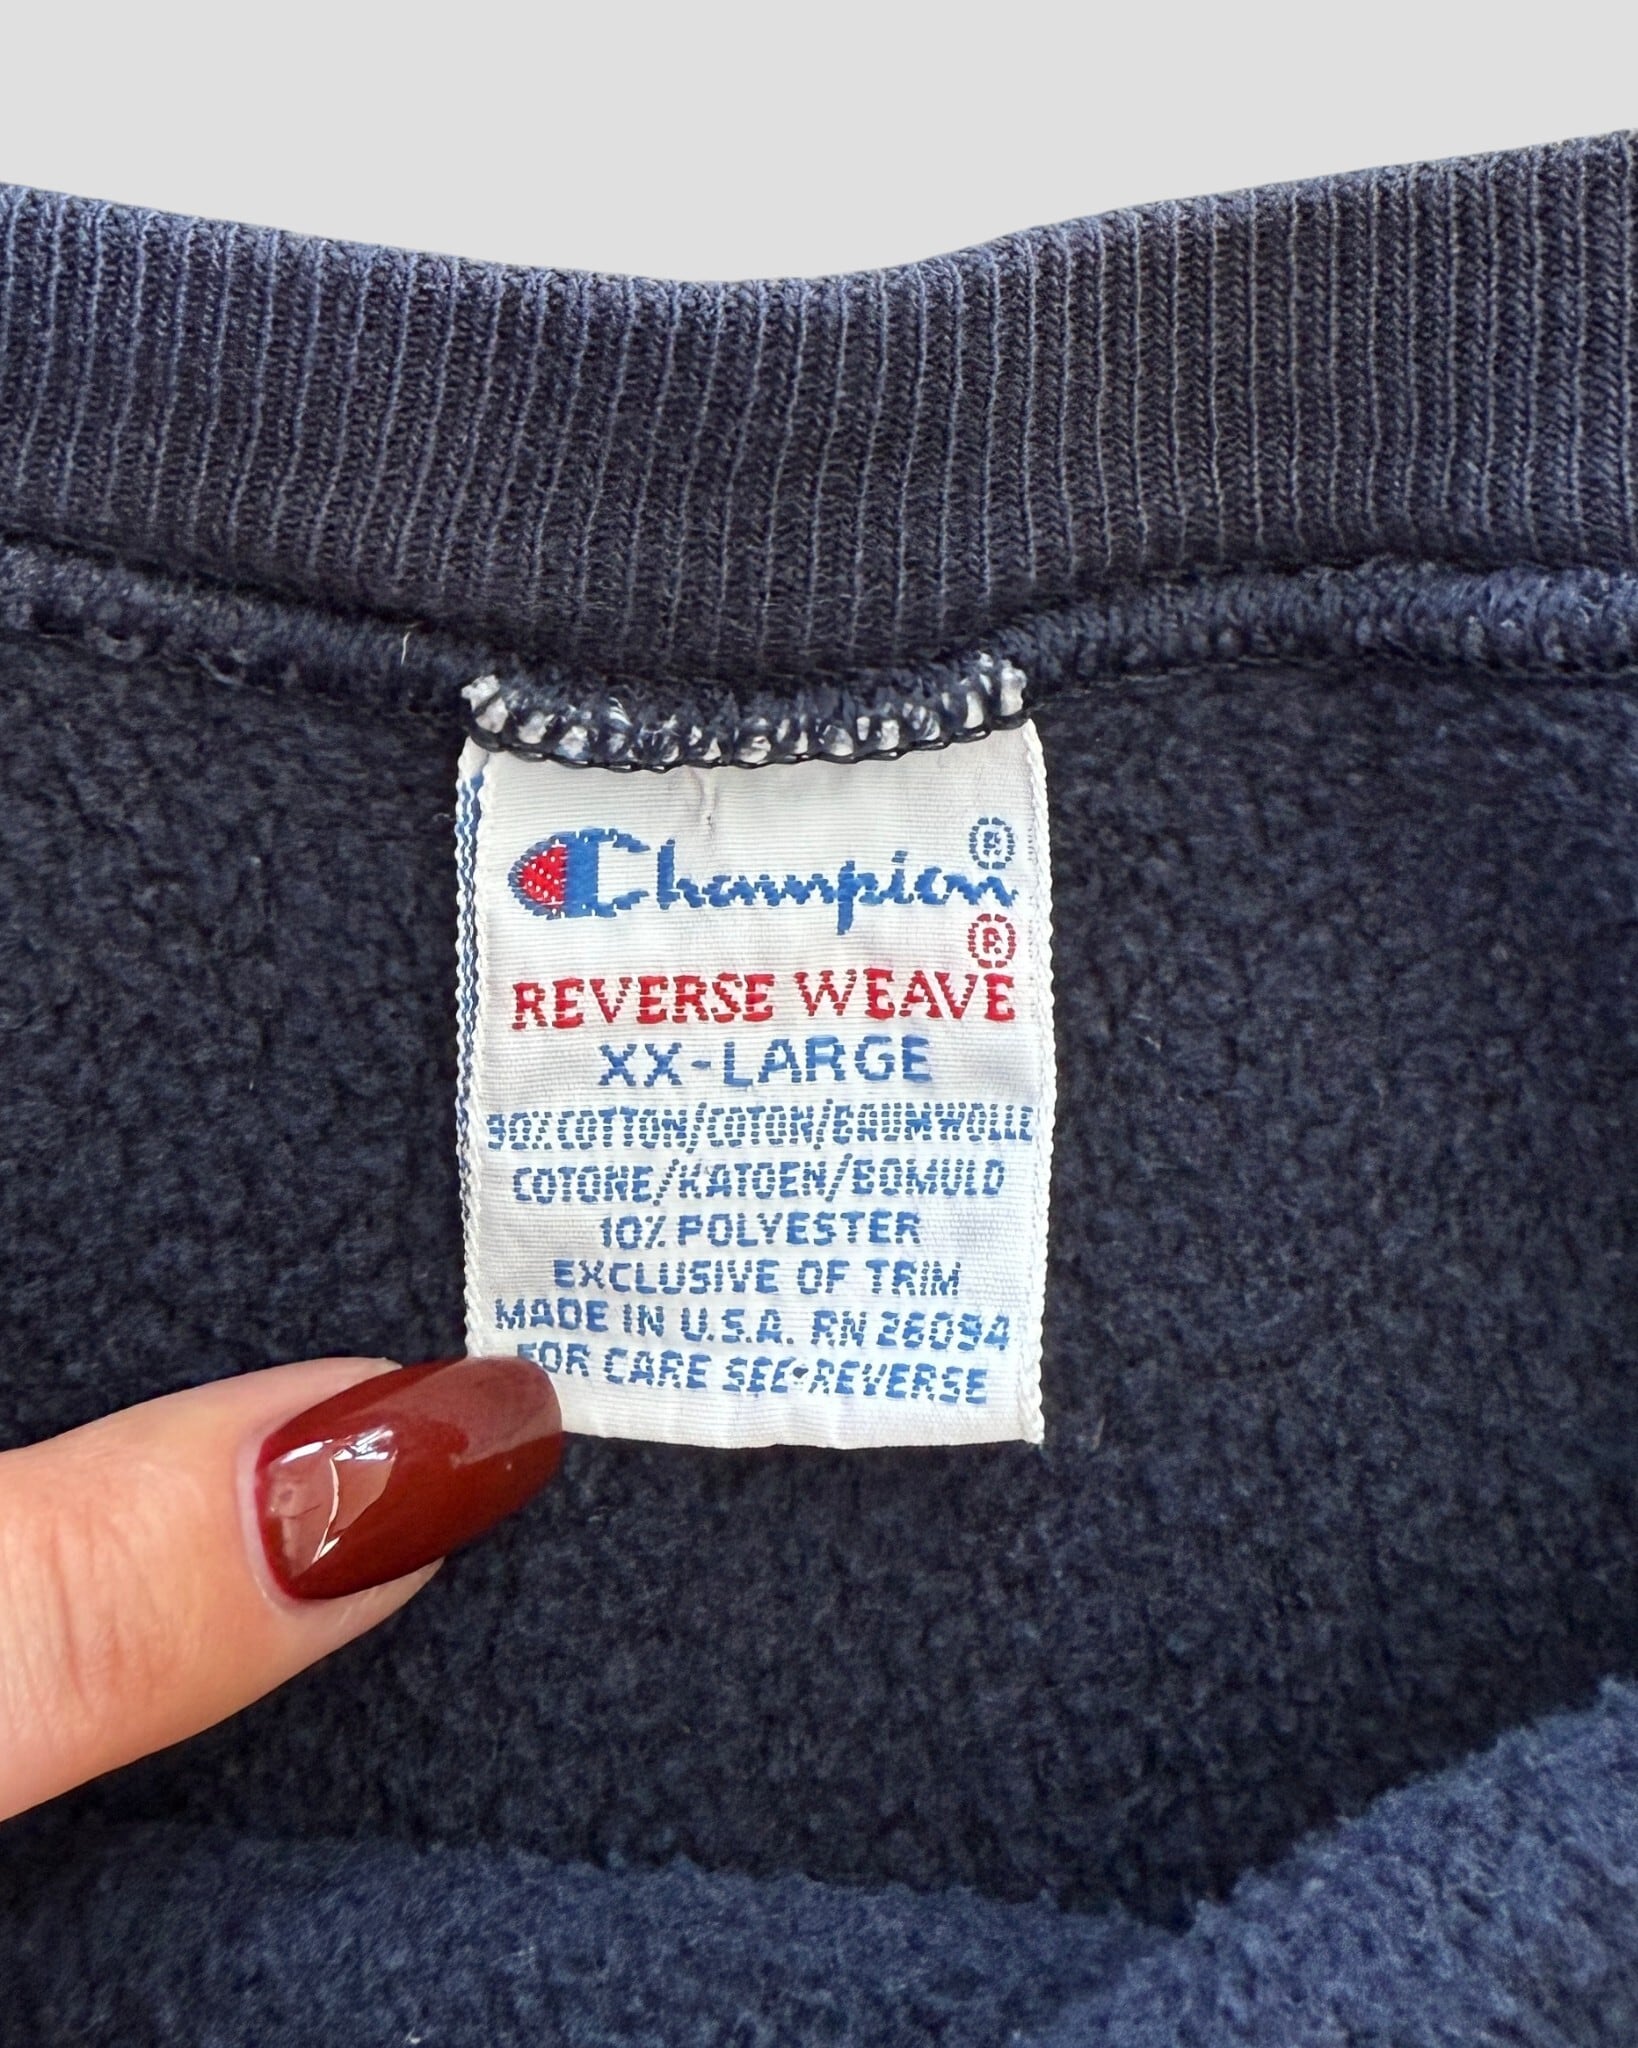 Champion®
®
REVERSE WEAVE
XX-LARGE
90% COTTON/COTON/BAUMWOLLE
COTONE/KATOEN/BOMULD
10% POLYESTER
EXCLUSIVE OF TRIM
MADE IN U.S.A. RN 26094
FOR CARE SEE REVERSE